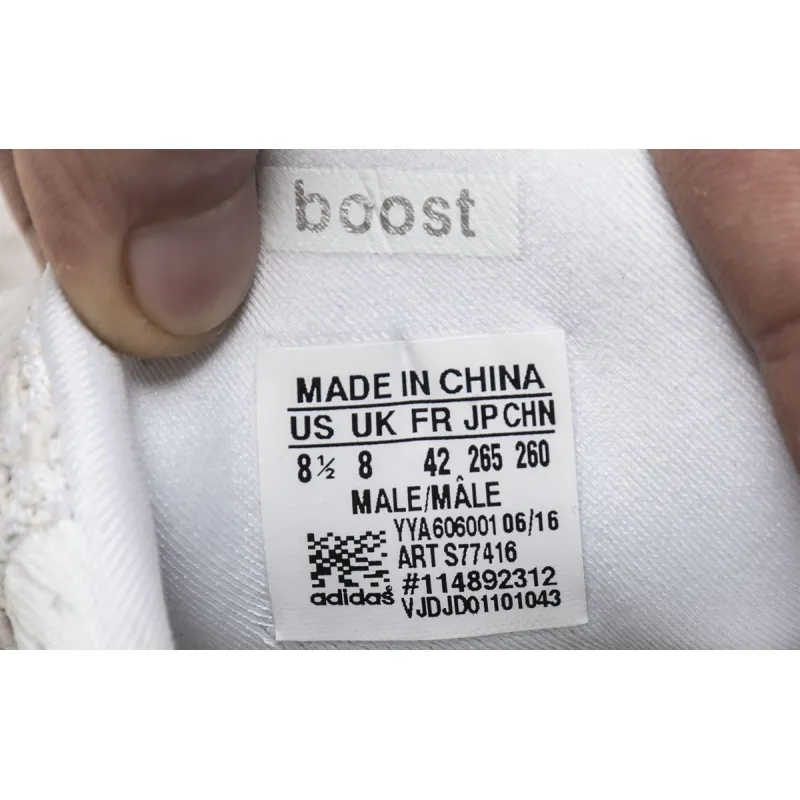 boost
MADE IN CHINA
US UK FR JP CHN
8½ 8 42 265 260
MALE/MÂLE
YYA606001 06/16
ART S77416
#114892312
adidas VJDJD01101043